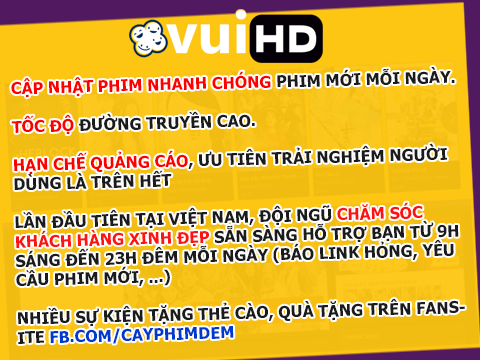 vuiHD
CẬP NHẬT PHIM NHANH CHÓNG PHIM MỚI MỖI NGÀY.
TỐC ĐỘ ĐƯỜNG TRUYỀN CAO.
HẠN CHẾ QUẢNG CÁO, ƯU TIÊN TRẢI NGHIỆM NGƯỜI
DÙNG LÀ TRÊN HẾT
LẦN ĐẦU TIÊN TẠI VIỆT NAM, ĐỘI NGŨ CHĂM SÓC
KHÁCH HÀNG XINH ĐẸP SẴN SÀNG HỖ TRỢ BẠN TỪ 9H
SÁNG ĐẾN 23H ĐÊM MỖI NGÀY (BÁO LINK HỎNG, YÊU
CẦU PHIM MỚI, ...)
NHIỀU SỰ KIỆN TẶNG THẺ CÀO, QUÀ TẶNG TRÊN FANS-
ITE FB.COM/CAYPHIMDEM